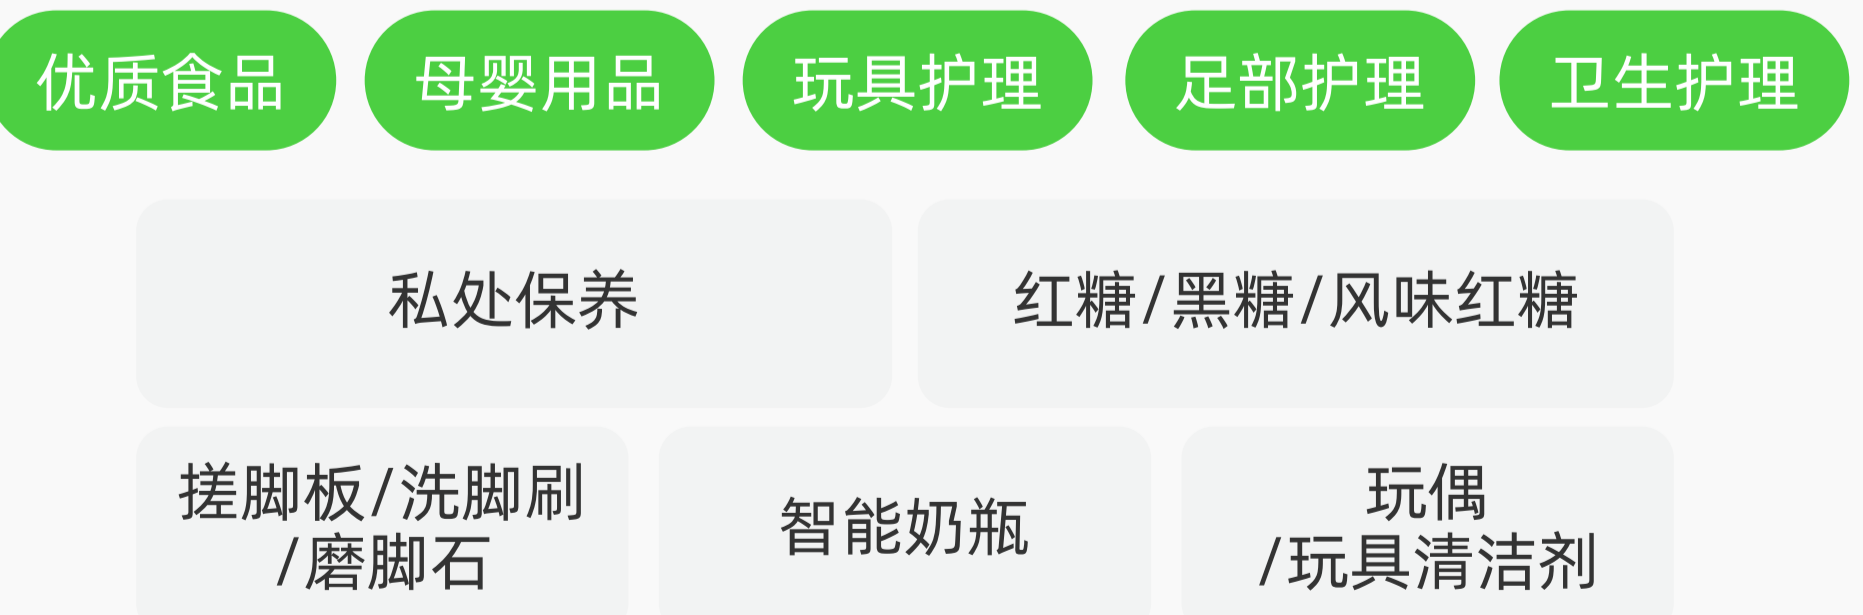 优质食品
母婴用品
玩具护理
足部护理
卫生护理
私处保养
红糖/黑糖/风味红糖
搓脚板/洗脚刷
/磨脚石
智能奶瓶
玩偶
/玩具清洁剂